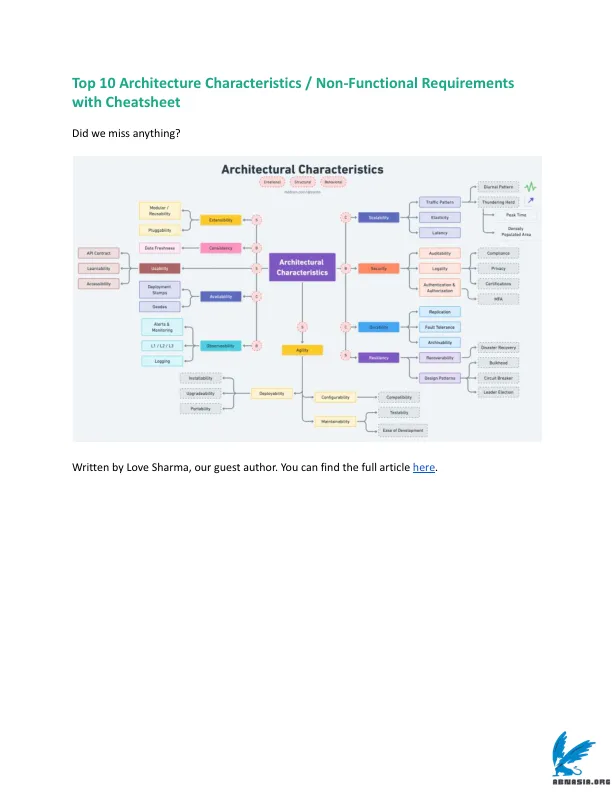 Top 10 Architecture Characteristics / Non-Functional Requirements
with Cheatsheet
Did we miss anything?
Architectural Characteristics
Operational
Structural
Behavioral
Diurnal Pattern
Modular /
Reusability
Traffic Pattern
Thundering Herd
Extensibility
Scalability
Elasticity
Peak Time
Pluggability
Latency
Densely
Populated Area
Data Freshness
Consistency
API Contract
Architectural
Characteristics
Auditability
Compliance
Learnability
Usability
Security
Legality
Privacy
Accessibility
Authentication &
Authorization
Certifications
Deployment
Stamps
Availability
MFA
Geodes
Replication
Alerts &
Monitoring
Fault Tolerance
L1 / L2 / L3
Observability
Agility
Archivability
Logging
Resiliency
Recoverability
Disaster Recovery
Bulkhead
Installability
Design Patterns
Circuit Breaker
Upgradeability
Deployability
Configurability
Compatibility
Leader Election
Portability
Testability
Maintainability
Ease of Development
Written by Love Sharma, our guest author. You can find the full article here.
ABNASIA.ORG